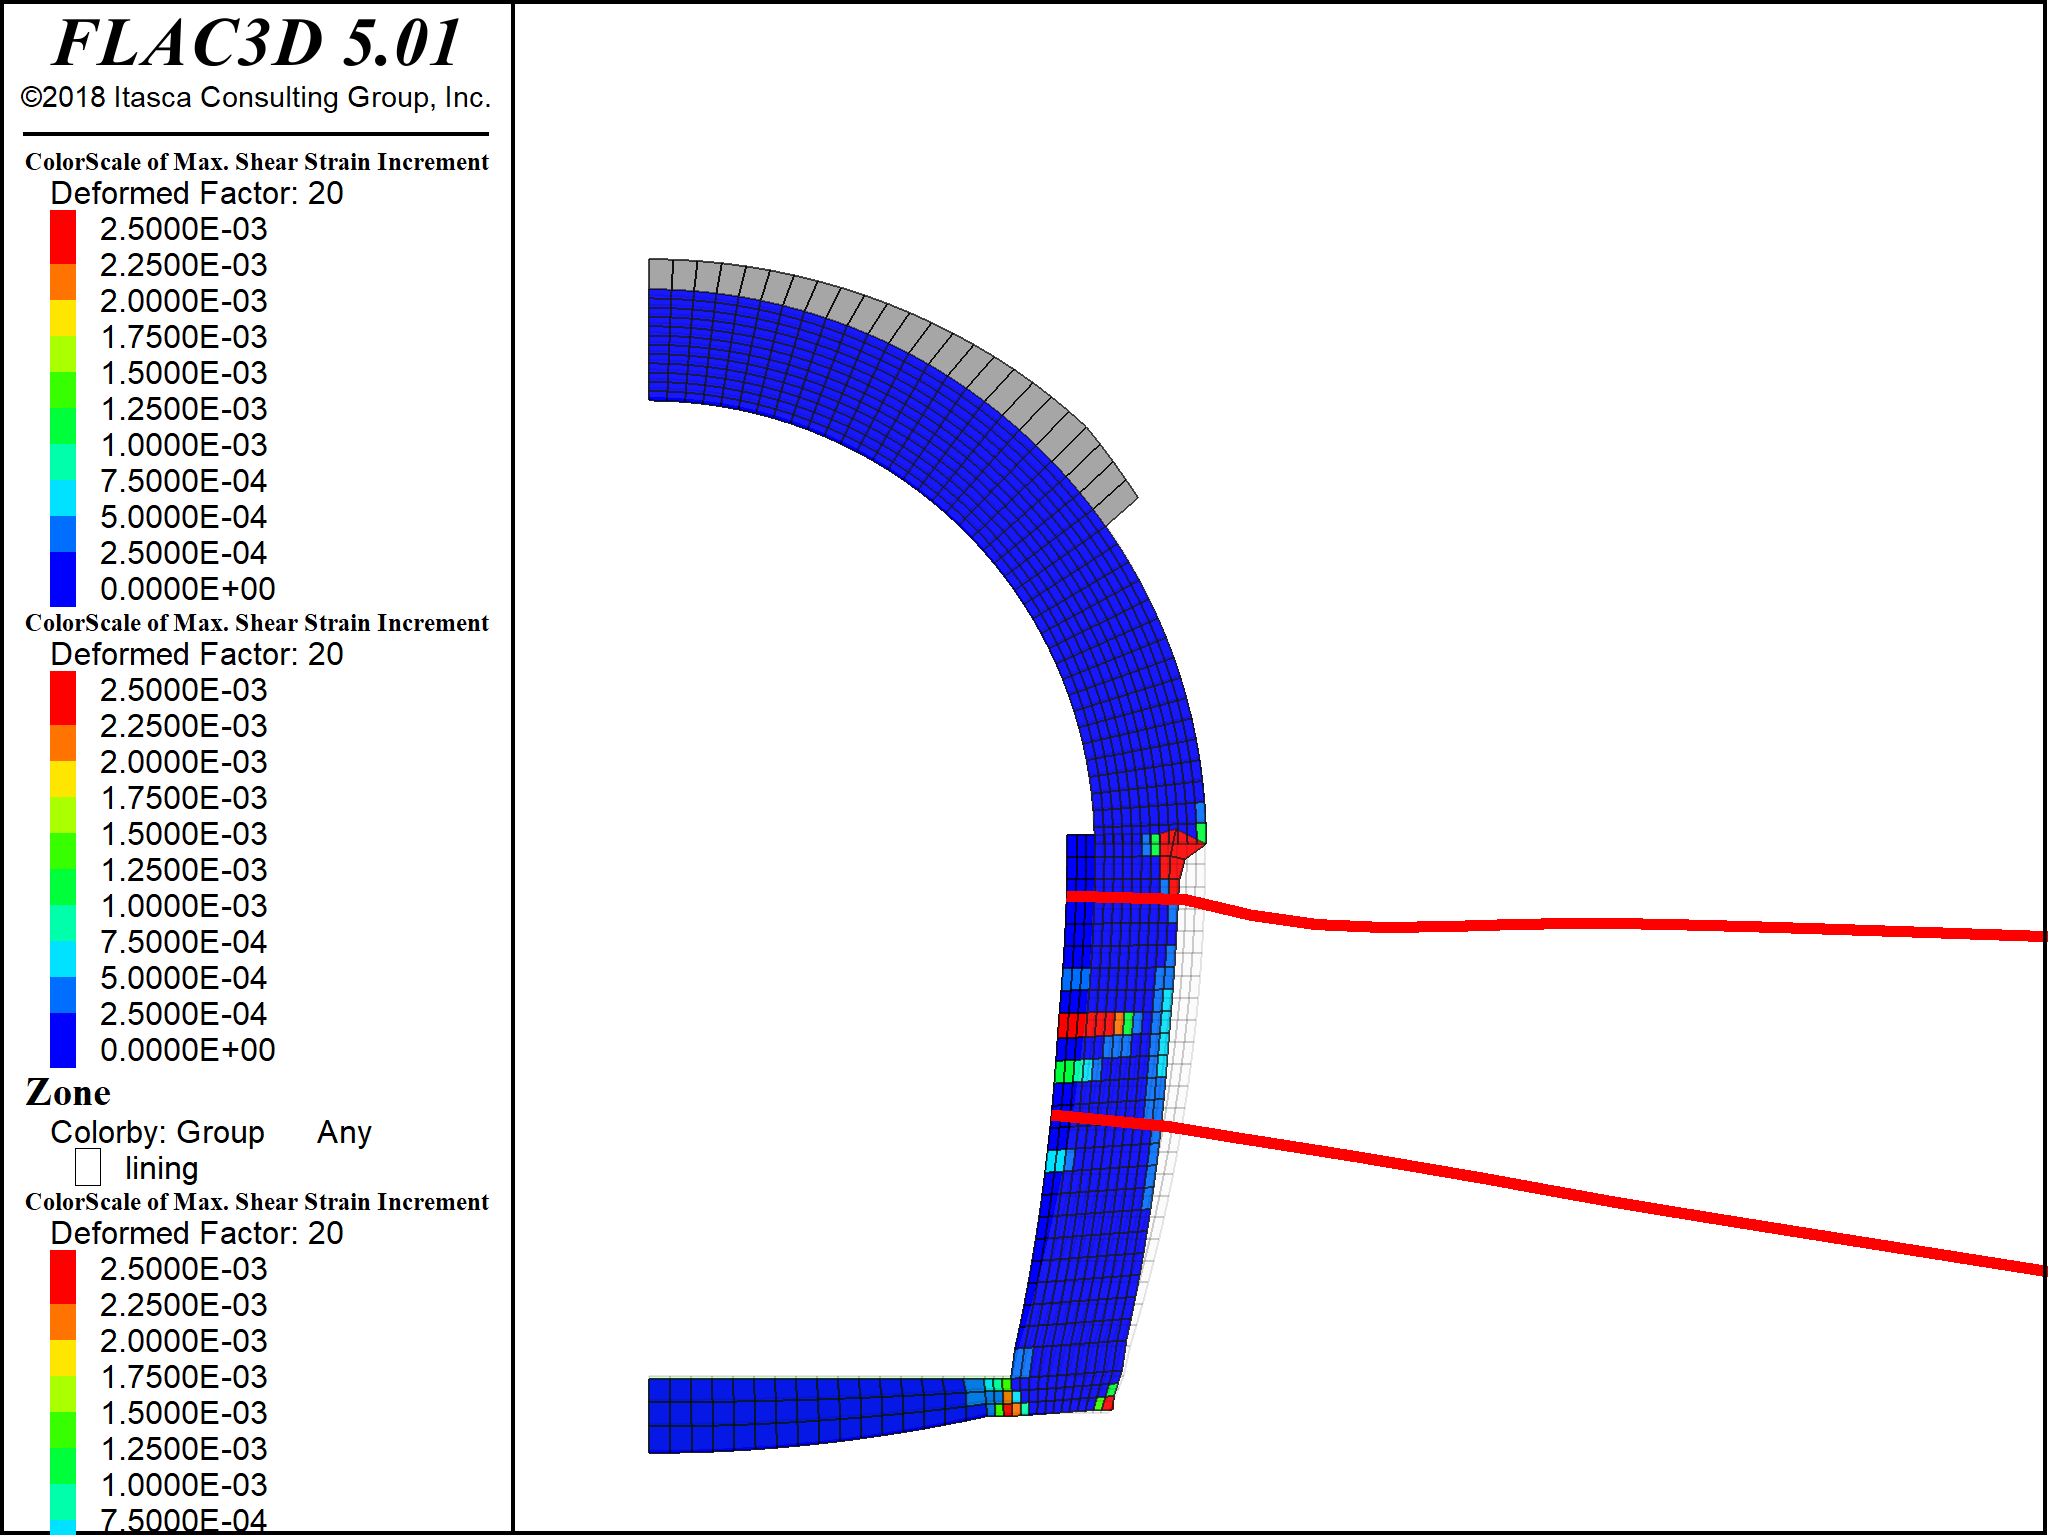 FLAC3D 5.01
©2018 Itasca Consulting Group, Inc.
ColorScale of Max. Shear Strain Increment
Deformed Factor: 20
2.5000E-03
2.2500E-03
2.0000E-03
1.7500E-03
1.5000E-03
1.2500E-03
1.0000E-03
7.5000E-04
5.0000E-04
2.5000E-04
0.0000E+00
ColorScale of Max. Shear Strain Increment
Deformed Factor: 20
2.5000E-03
2.2500E-03
2.0000E-03
1.7500E-03
1.5000E-03
1.2500E-03
1.0000E-03
7.5000E-04
5.0000E-04
2.5000E-04
0.0000E+00
Zone
Colorby: Group Any
lining
ColorScale of Max. Shear Strain Increment
Deformed Factor: 20
2.5000E-03
2.2500E-03
2.0000E-03
1.7500E-03
1.5000E-03
1.2500E-03
1.0000E-03
7.5000E-04